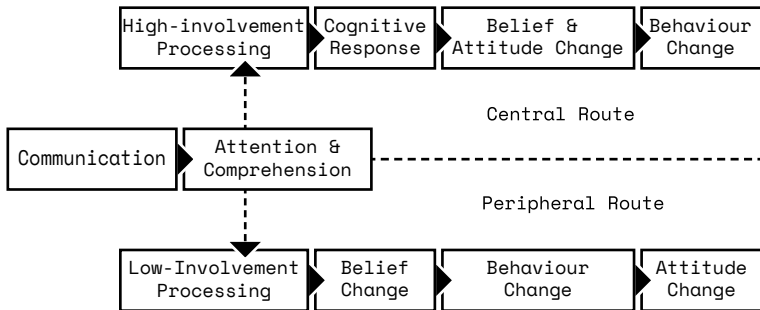 High-involvement
Processing
Cognitive
Response
Belief &
Attitude Change
Behaviour
Change
Central Route
Communication
Attention &
Comprehension
Peripheral Route
Low-Involvement
Processing
Belief
Change
Behaviour
Change
Attitude
Change